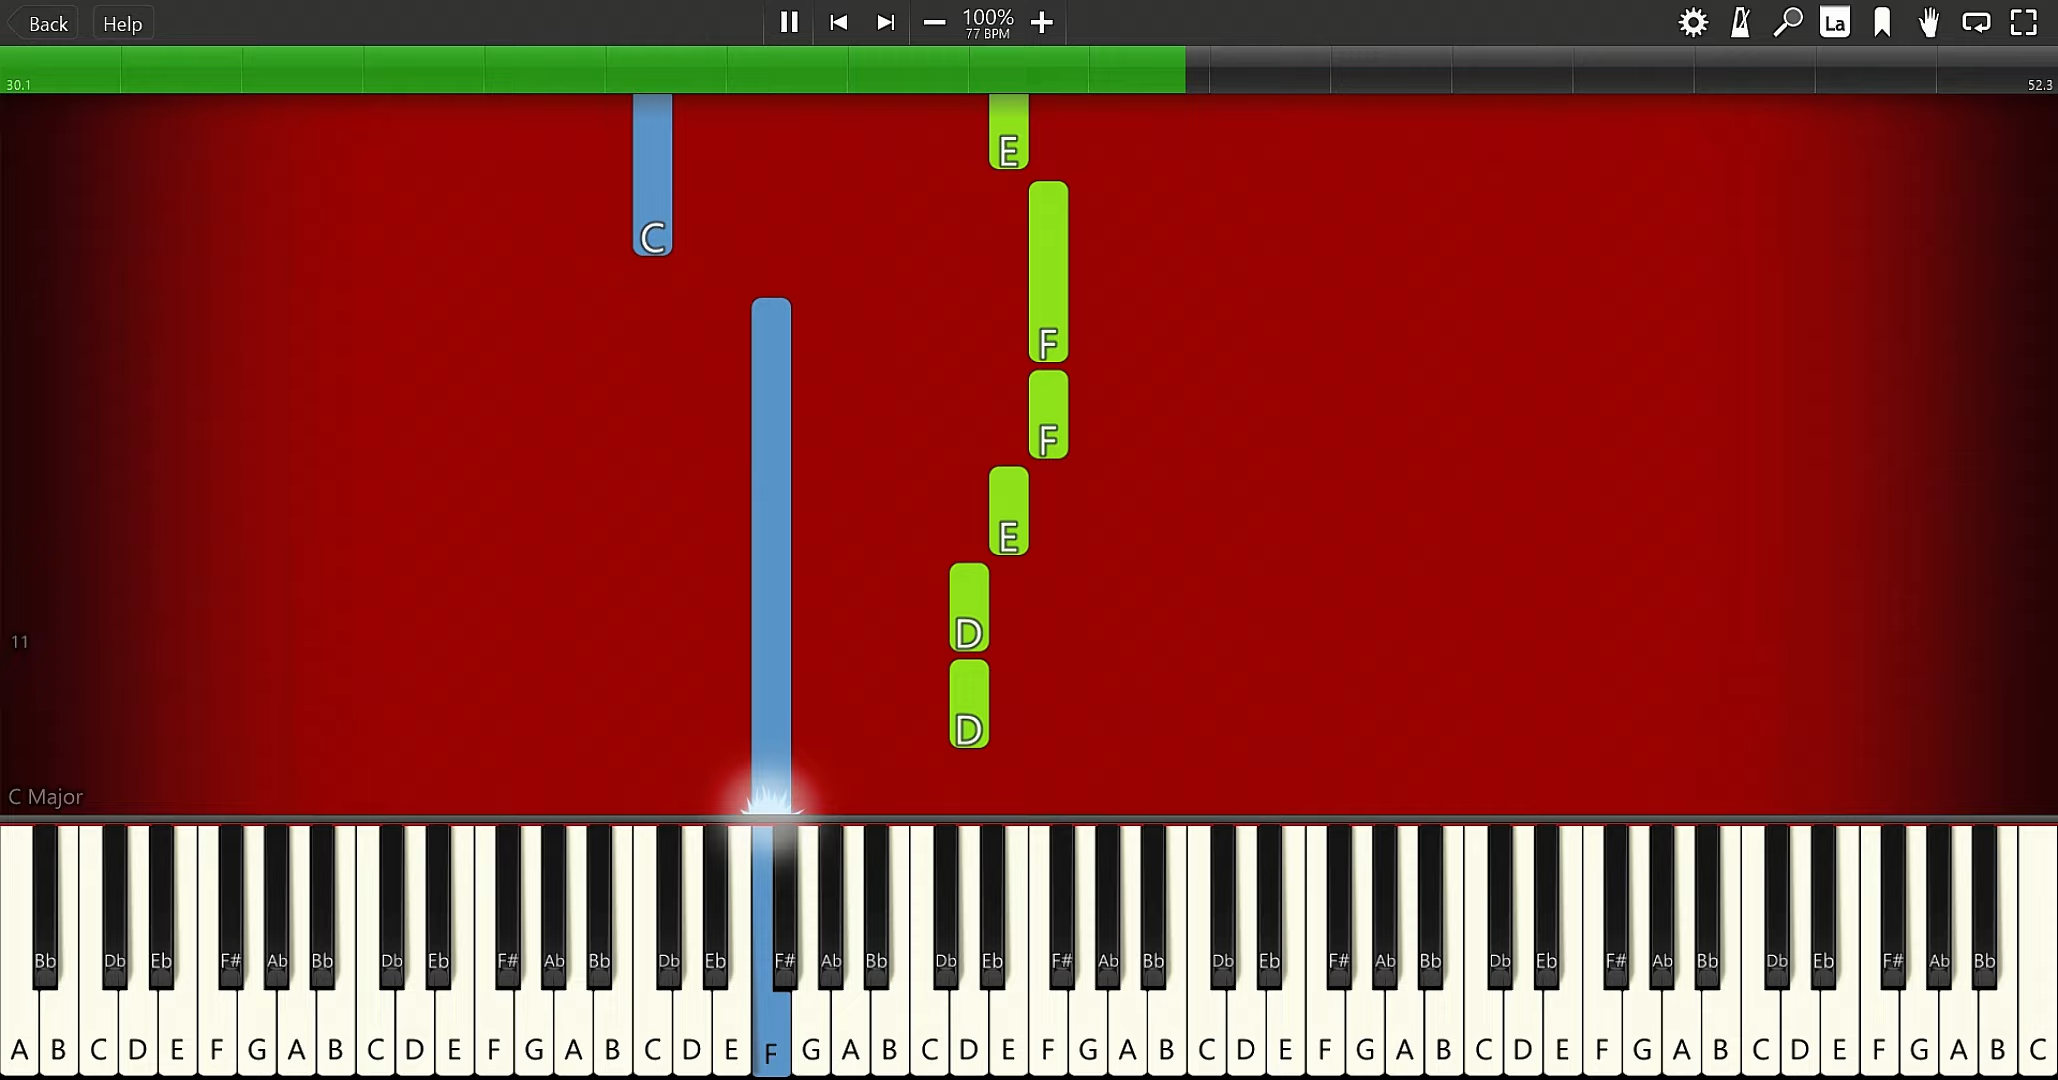 Back Help 100% La
77 BPM
30.1 52.3
E
C
F
F
E
11
D
D
C Major
Bb Db Eb F# Ab Bb Db Eb F# Ab Bb Db Eb F# Ab Bb Db Eb F# Ab Bb Db Eb F# Ab Bb Db Eb F# Ab Bb Db Eb F# Ab Bb
A B C D E F G A B C D E F G A B C D E F G A B C D E F G A B C D E F G A B C D E F G A B C D E F G A B C